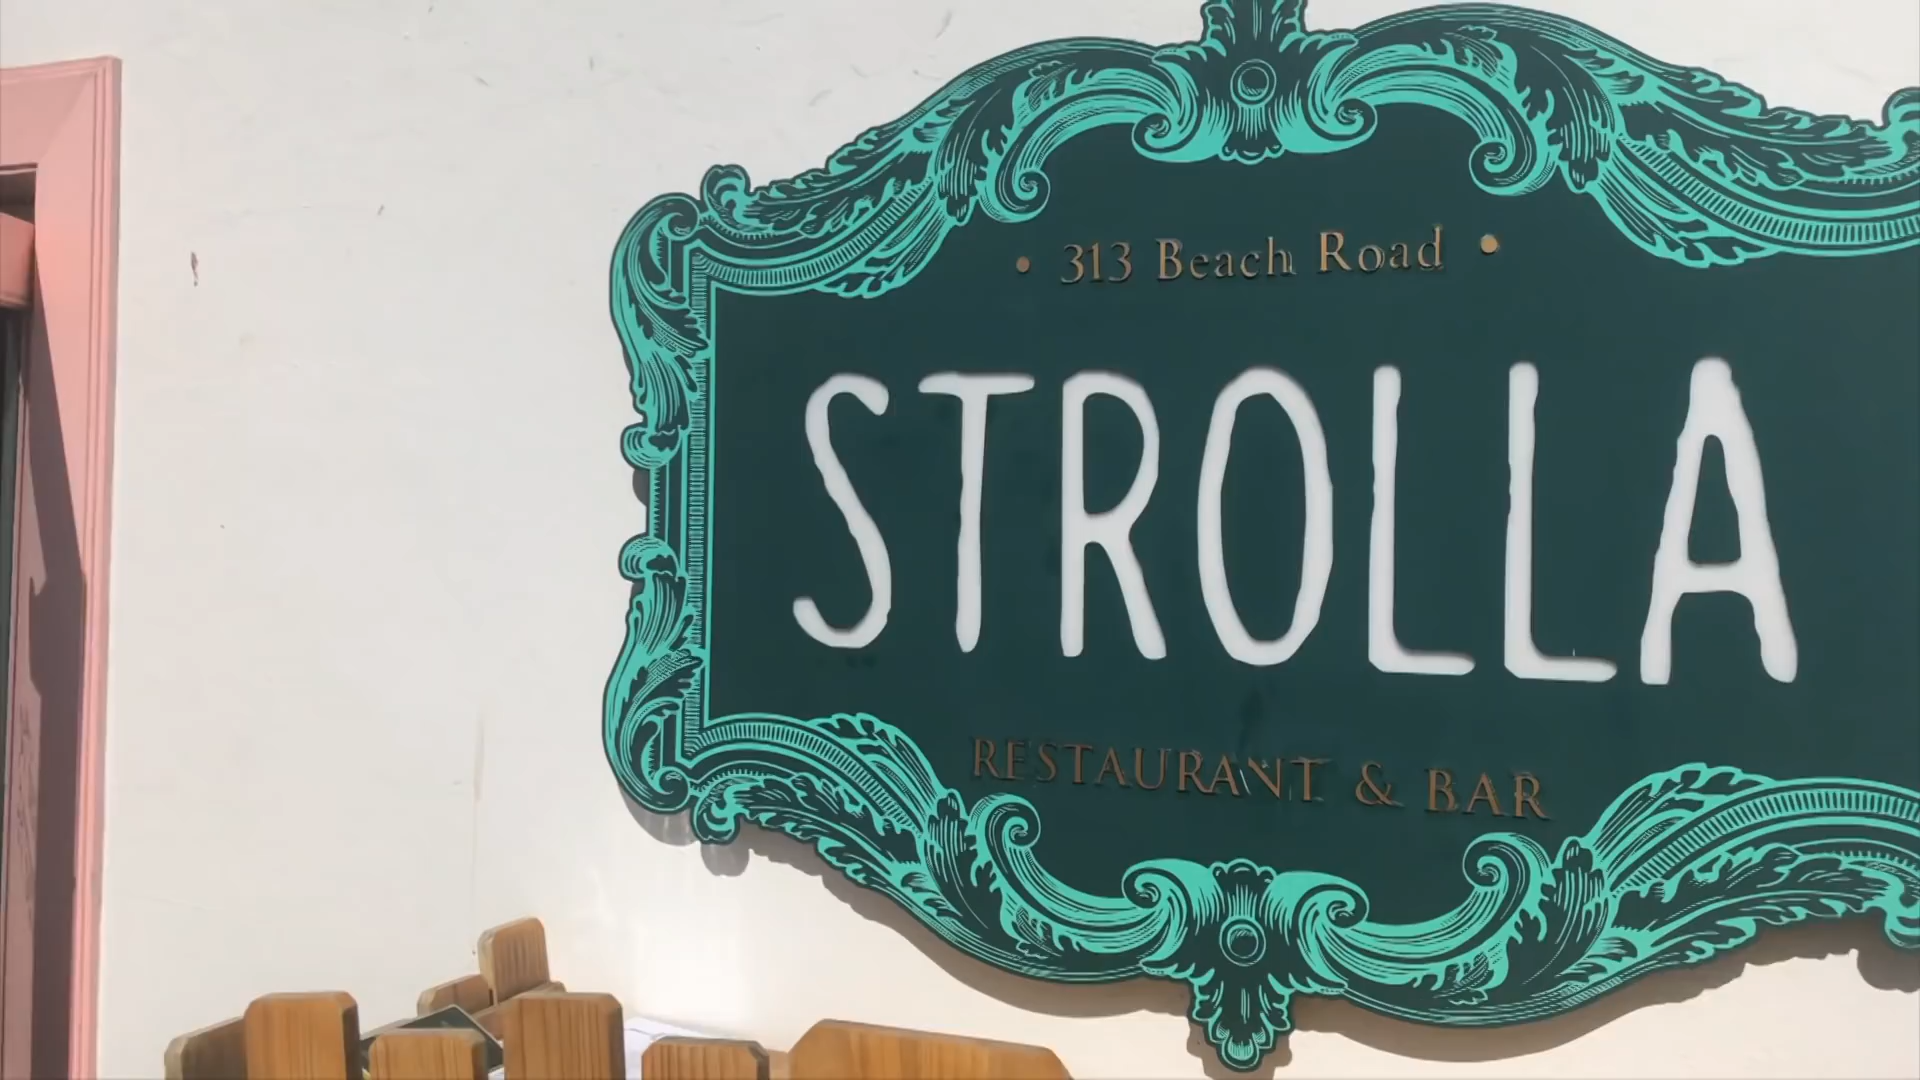 • 313 Beach Road •
STROLLA
RESTAURANT & BAR